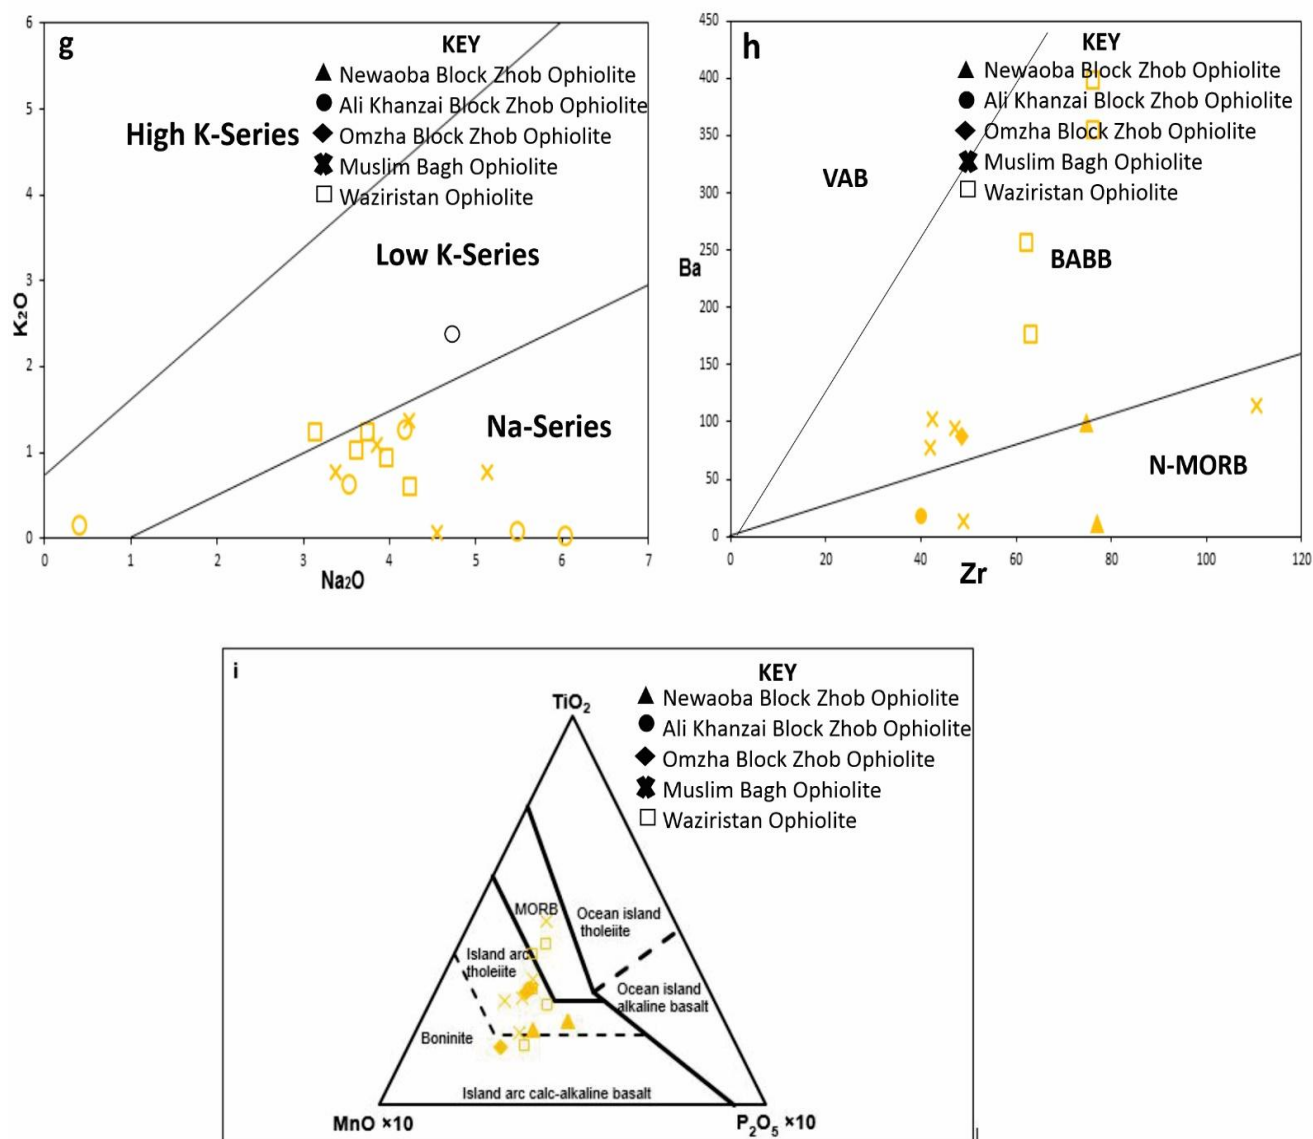 g
KEY
Newaoba Block Zhob Ophiolite
Ali Khanzai Block Zhob Ophiolite
Omzha Block Zhob Ophiolite
Muslim Bagh Ophiolite
Waziristan Ophiolite
High K-Series
Low K-Series
Na-Series
K₂O
6
5
4
3
2
1
0
0 1 2 3 4 5 6 7
Na₂O
h
KEY
Newaoba Block Zhob Ophiolite
Ali Khanzai Block Zhob Ophiolite
Omzha Block Zhob Ophiolite
Muslim Bagh Ophiolite
Waziristan Ophiolite
VAB
BABB
N-MORB
Ba
450
400
350
300
250
200
150
100
50
0
0 20 40 60 80 100 120
Zr
i
KEY
Newaoba Block Zhob Ophiolite
Ali Khanzai Block Zhob Ophiolite
Omzha Block Zhob Ophiolite
Muslim Bagh Ophiolite
Waziristan Ophiolite
TiO₂
MORB
Ocean island
tholeiite
Island arc
tholeiite
Ocean island
alkaline basalt
Boninite
Island arc calc-alkaline basalt
MnO ×10
P₂O₅ ×10